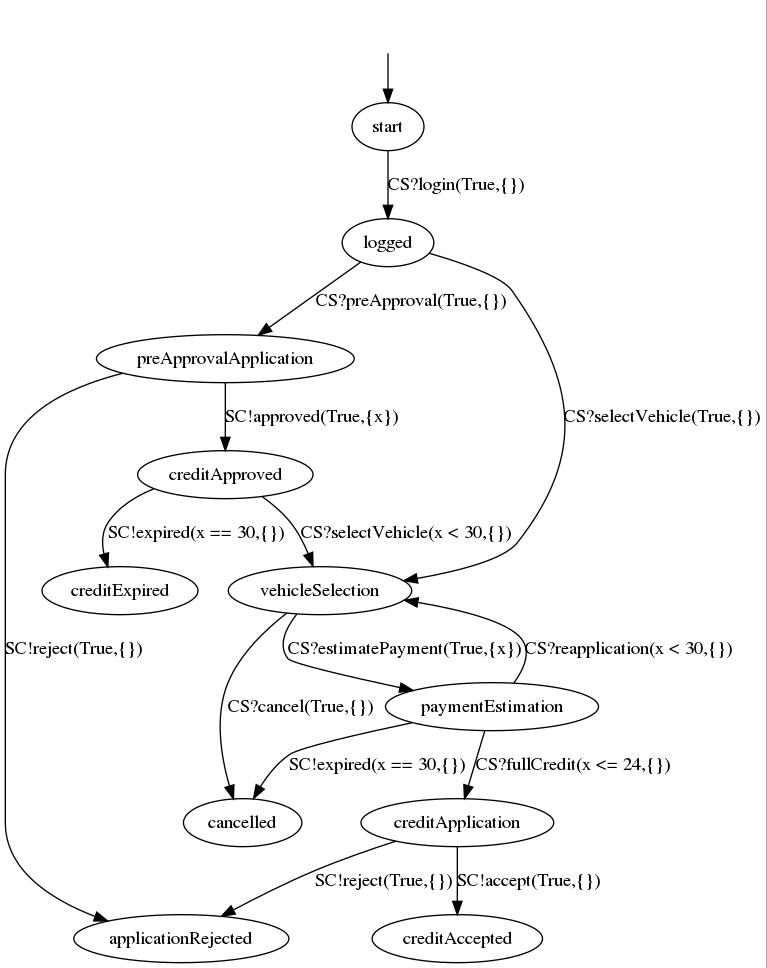 start
CS?login(True,{})
logged
CS?preApproval(True,{})
preApprovalApplication
SC!approved(True,{x})
CS?selectVehicle(True,{})
creditApproved
SC!expired(x == 30,{})
CS?selectVehicle(x < 30,{})
creditExpired
vehicleSelection
SC!reject(True,{})
CS?estimatePayment(True,{x})
CS?reapplication(x < 30,{})
CS?cancel(True,{})
paymentEstimation
SC!expired(x == 30,{})
CS?fullCredit(x <= 24,{})
cancelled
creditApplication
SC!reject(True,{})
SC!accept(True,{})
applicationRejected
creditAccepted